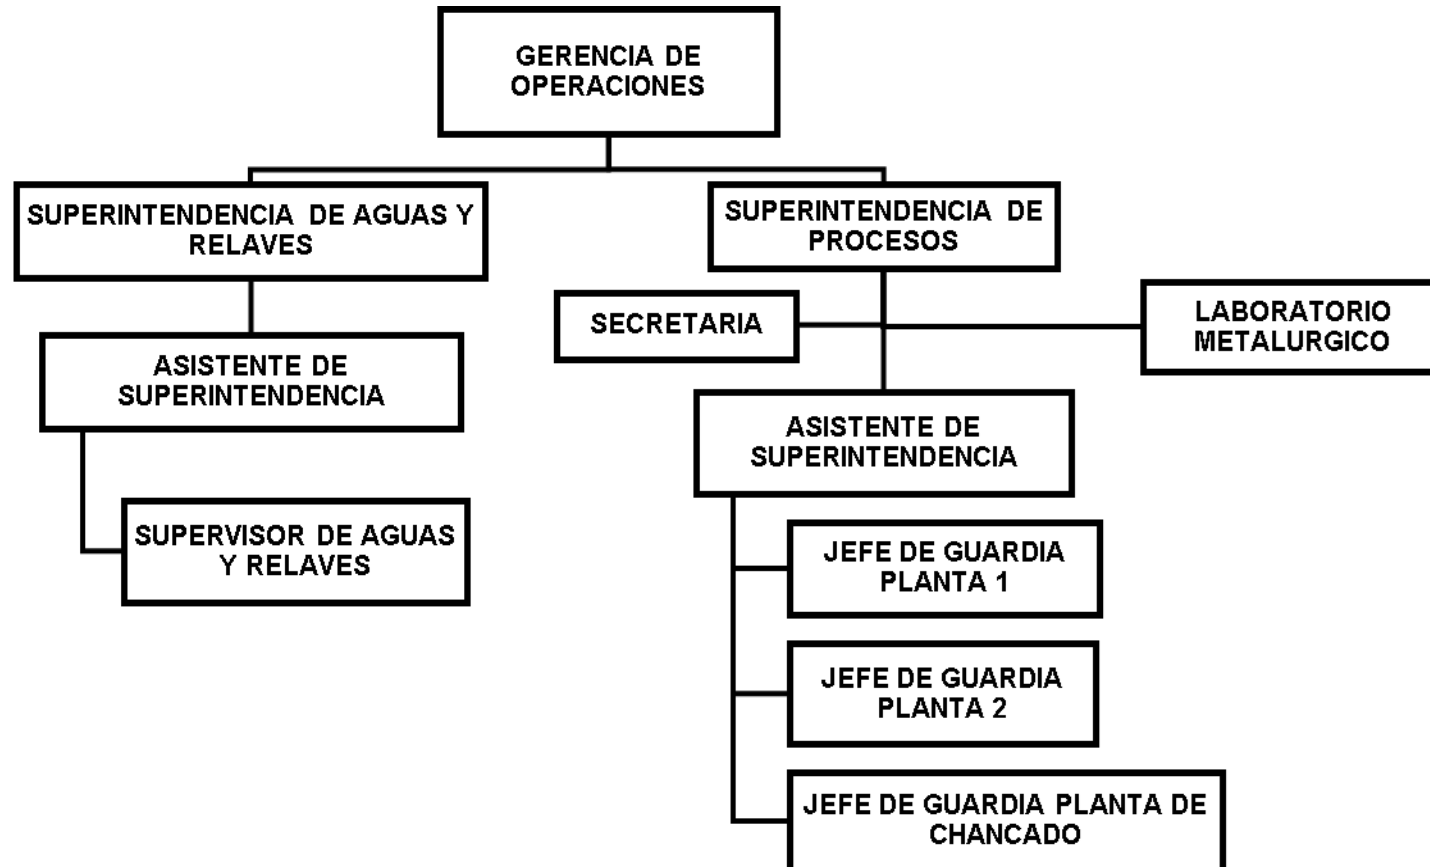 GERENCIA DE
OPERACIONES
SUPERINTENDENCIA DE AGUAS Y
RELAVES
SUPERINTENDENCIA DE
PROCESOS
SECRETARIA
LABORATORIO
METALURGICO
ASISTENTE DE
SUPERINTENDENCIA
ASISTENTE DE
SUPERINTENDENCIA
SUPERVISOR DE AGUAS
Y RELAVES
JEFE DE GUARDIA
PLANTA 1
JEFE DE GUARDIA
PLANTA 2
JEFE DE GUARDIA PLANTA DE
CHANCADO